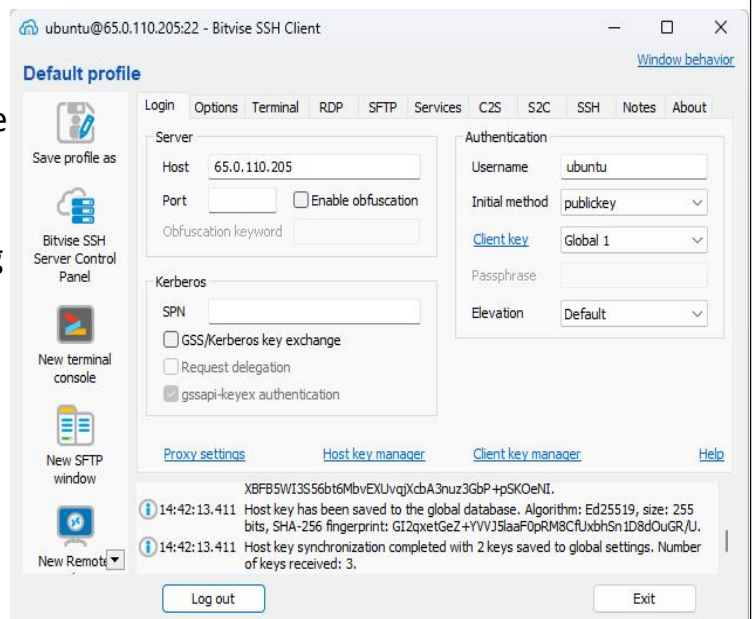 ubuntu@65.0.110.205:22 - Bitvise SSH Client
Window behavior
Default profile
e
g
Save profile as
Bitvise SSH
Server Control
Panel
New terminal
console
New SFTP
window
New Remote
Login Options Terminal RDP SFTP Services C2S S2C SSH Notes About
Server
Host 65.0.110.205
Port Enable obfuscation
Obfuscation keyword
Kerberos
SPN
GSS/Kerberos key exchange
Request delegation
gssapi-keyex authentication
Authentication
Username ubuntu
Initial method publickey
Client key Global 1
Passphrase
Elevation Default
Proxy settings Host key manager Client key manager Help
XBFB5WI3S56bt6MbvEXUvqjXcbA3nuz3GbP+pSKOeNI.
14:42:13.411 Host key has been saved to the global database. Algorithm: Ed25519, size: 255
bits, SHA-256 fingerprint: GI2qxetGeZ+YVVJ5laaF0pRM8CfUxbhSn1D8dOuGR/U.
14:42:13.411 Host key synchronization completed with 2 keys saved to global settings. Number
of keys received: 3.
Log out Exit